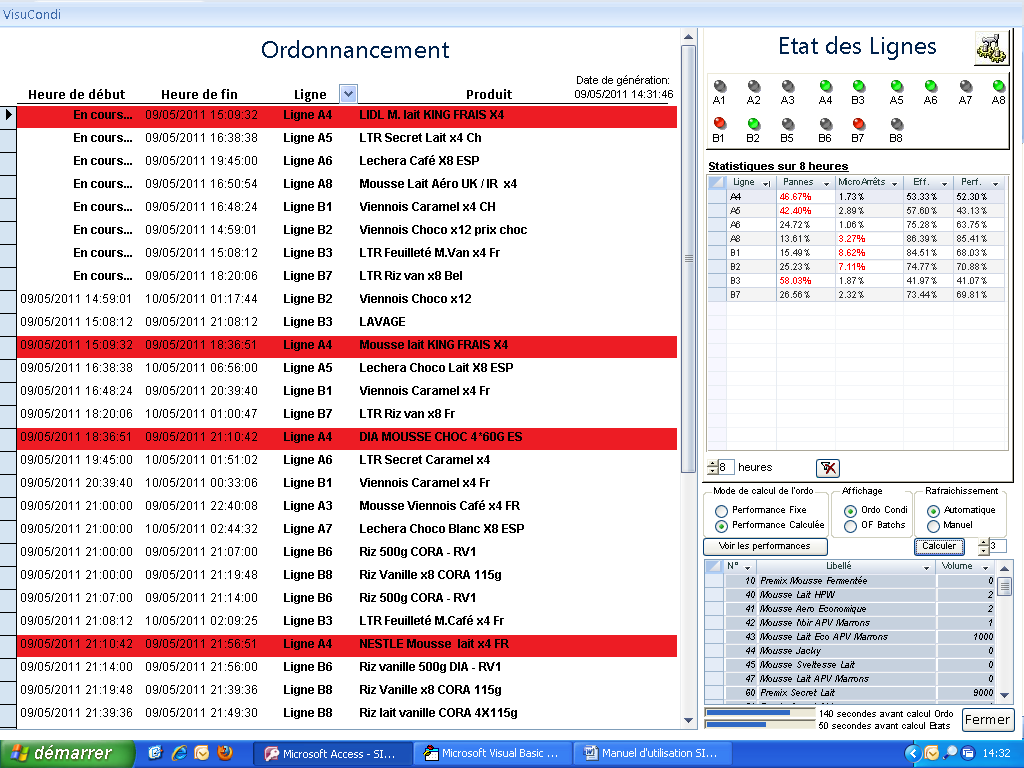 VisuCondi
Ordonnancement
Date de génération:
09/05/2011 14:31:46
Heure de début Heure de fin Ligne Produit
En cours... 09/05/2011 15:09:32 Ligne A4 LIDL M. lait KING FRAIS X4
En cours... 09/05/2011 16:38:38 Ligne A5 LTR Secret Lait x4 Ch
En cours... 09/05/2011 19:45:00 Ligne A6 Lechera Café X8 ESP
En cours... 09/05/2011 16:50:54 Ligne A8 Mousse Lait Aéro UK / IR x4
En cours... 09/05/2011 16:48:24 Ligne B1 Viennois Caramel x4 CH
En cours... 09/05/2011 14:59:01 Ligne B2 Viennois Choco x12 prix choc
En cours... 09/05/2011 15:08:12 Ligne B3 LTR Feuilleté M.Van x4 Fr
En cours... 09/05/2011 18:20:06 Ligne B7 LTR Riz van x8 Bel
09/05/2011 14:59:01 10/05/2011 01:17:44 Ligne B2 Viennois Choco x12
09/05/2011 15:08:12 09/05/2011 21:08:12 Ligne B3 LAVAGE
09/05/2011 15:09:32 09/05/2011 18:36:51 Ligne A4 Mousse lait KING FRAIS X4
09/05/2011 16:38:38 10/05/2011 06:56:00 Ligne A5 Lechera Choco Lait X8 ESP
09/05/2011 16:48:24 09/05/2011 20:39:40 Ligne B1 Viennois Caramel x4 Fr
09/05/2011 18:20:06 10/05/2011 01:00:47 Ligne B7 LTR Riz van x8 Fr
09/05/2011 18:36:51 09/05/2011 21:10:42 Ligne A4 DIA MOUSSE CHOC 4*60G ES
09/05/2011 19:45:00 10/05/2011 01:51:02 Ligne A6 LTR Secret Caramel x4
09/05/2011 20:39:40 10/05/2011 00:33:06 Ligne B1 Viennois Caramel x4 Fr
09/05/2011 21:00:00 09/05/2011 22:40:08 Ligne A3 Mousse Viennois Café x4 FR
09/05/2011 21:00:00 10/05/2011 02:44:32 Ligne A7 Lechera Choco Blanc X8 ESP
09/05/2011 21:00:00 09/05/2011 21:07:00 Ligne B6 Riz 500g CORA - RV1
09/05/2011 21:00:00 09/05/2011 21:19:48 Ligne B8 Riz Vanille x8 CORA 115g
09/05/2011 21:07:00 09/05/2011 21:14:00 Ligne B6 Riz 500g CORA - RV1
09/05/2011 21:08:12 10/05/2011 02:09:25 Ligne B3 LTR Feuilleté M.Café x4 Fr
09/05/2011 21:10:42 09/05/2011 21:56:51 Ligne A4 NESTLE Mousse lait x4 FR
09/05/2011 21:14:00 09/05/2011 21:56:00 Ligne B6 Riz vanille 500g DIA - RV1
09/05/2011 21:19:48 09/05/2011 21:39:36 Ligne B8 Riz Vanille x8 CORA 115g
09/05/2011 21:39:36 09/05/2011 21:49:30 Ligne B8 Riz lait vanille CORA 4X115g
Etat des Lignes
A1 A2 A3 A4 B3 A5 A6 A7 A8
B1 B2 B5 B6 B7 B8
Statistiques sur 8 heures
Ligne Pannes MicroArrêts Eff. Perf.
A4 46.67% 1.73% 53.33% 52.30%
A5 42.40% 2.89% 57.60% 43.13%
A6 24.72% 1.06% 75.28% 63.75%
A8 13.61% 3.27% 86.39% 85.41%
B1 15.49% 8.62% 84.51% 68.03%
B2 25.23% 7.11% 74.77% 70.88%
B3 58.03% 1.87% 41.97% 41.07%
B7 26.56% 2.32% 73.44% 69.81%
8 heures
Mode de calcul de l'ordo Affichage Rafraichissement
Performance Fixe Ordo Condi Automatique
Performance Calculée OF Batchs Manuel
Voir les performances Calculer 3
N° Libellé Volume
10 Premix Mousse Fermentée 0
40 Mousse Lait HPW 2
41 Mousse Aero Economique 2
42 Mousse Noir APV Marrons 1
43 Mousse Lait Eco APV Marrons 1000
44 Mousse Jacky 0
45 Mousse Sveltesse Lait 0
47 Mousse Lait APV Marrons 0
60 Premix Secret Lait 9000
140 secondes avant calcul Ordo
50 secondes avant calcul Etats
Fermer
démarrer Microsoft Access - SI... Microsoft Visual Basic ... Manuel d'utilisation SI... 14:32